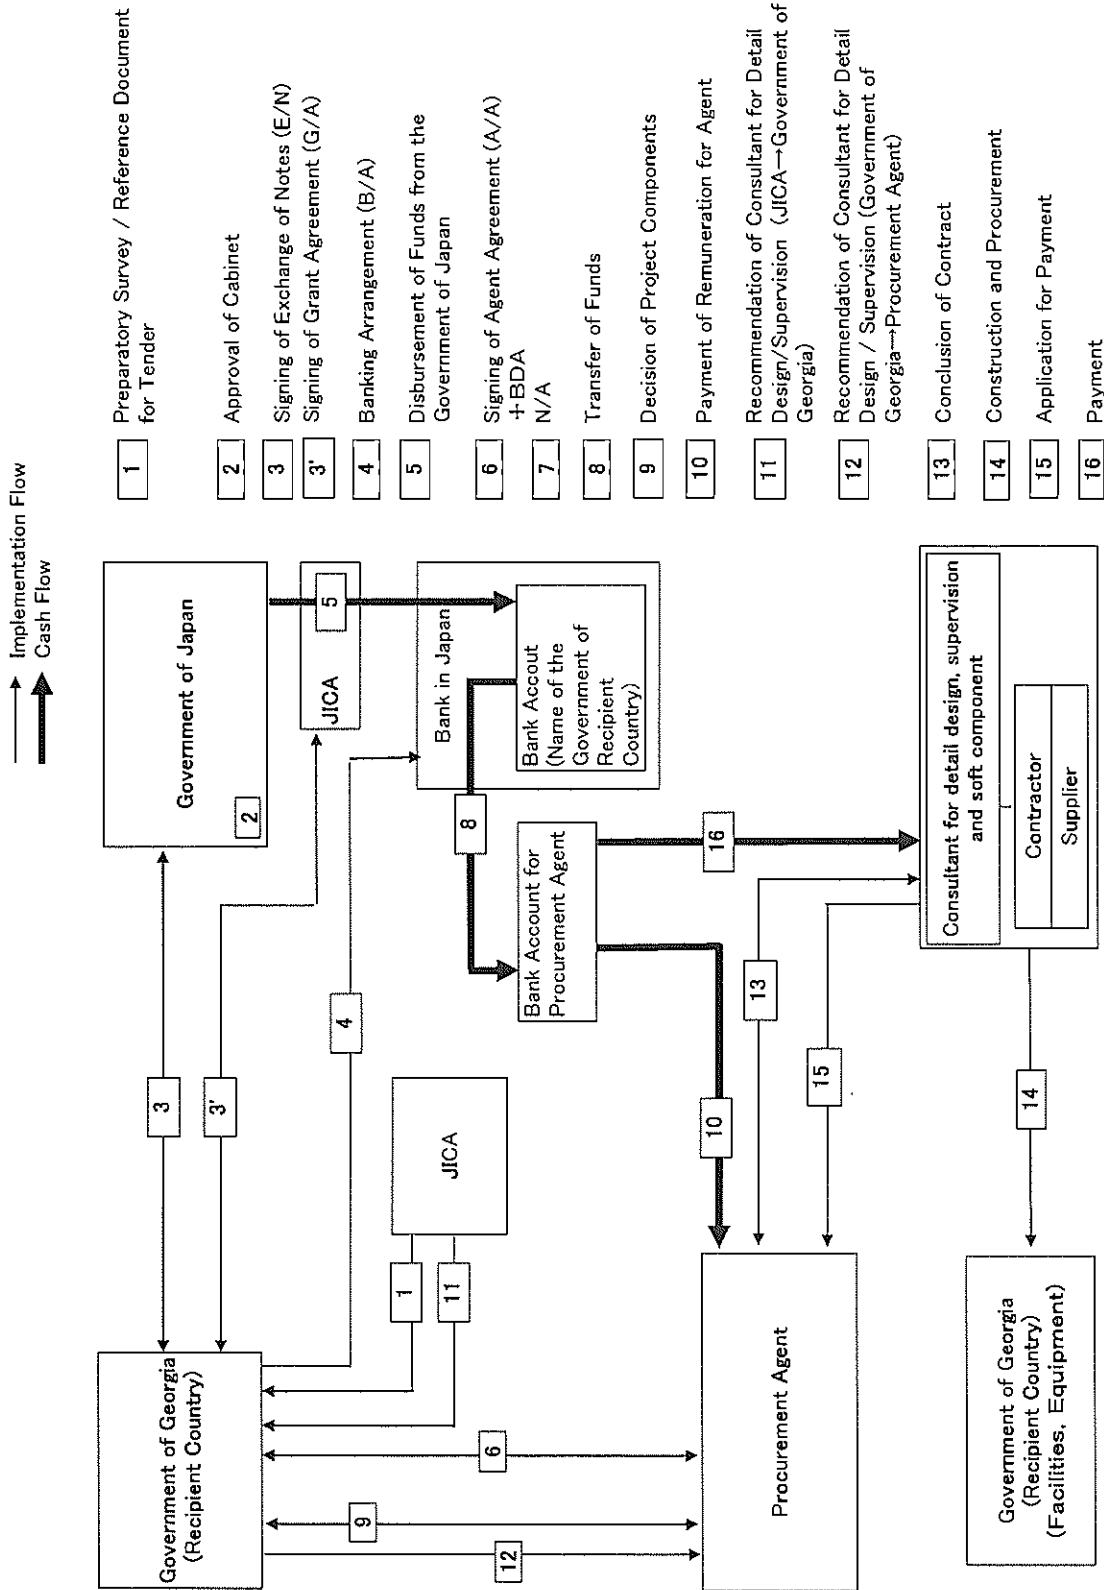 Implementation Flow
Cash Flow
Government of Georgia
(Recipient Country)
3
3'
4
1
11
JICA
6
9
12
Government of Japan
2
JICA
5
Bank in Japan
Bank Accout
(Name of the
Government of
Recipient
Country)
8
Bank Account for
Procurement Agent
16
10
13
15
Procurement Agent
Consultant for detail design, supervision
and soft component
Contractor
Supplier
14
Government of Georgia
(Recipient Country)
(Facilities, Equipment)
1
Preparatory Survey / Reference Document
for Tender
2
Approval of Cabinet
3
Signing of Exchange of Notes (E/N)
3'
Signing of Grant Agreement (G/A)
4
Banking Arrangement (B/A)
5
Disbursement of Funds from the
Government of Japan
6
Signing of Agent Agreement (A/A)
+BDA
7
N/A
8
Transfer of Funds
9
Decision of Project Components
10
Payment of Remuneration for Agent
11
Recommendation of Consultant for Detail
Design/Supervision (JICA→Government of
Georgia)
12
Recommendation of Consultant for Detail
Design / Supervision (Government of
Georgia→Procurement Agent)
13
Conclusion of Contract
14
Construction and Procurement
15
Application for Payment
16
Payment